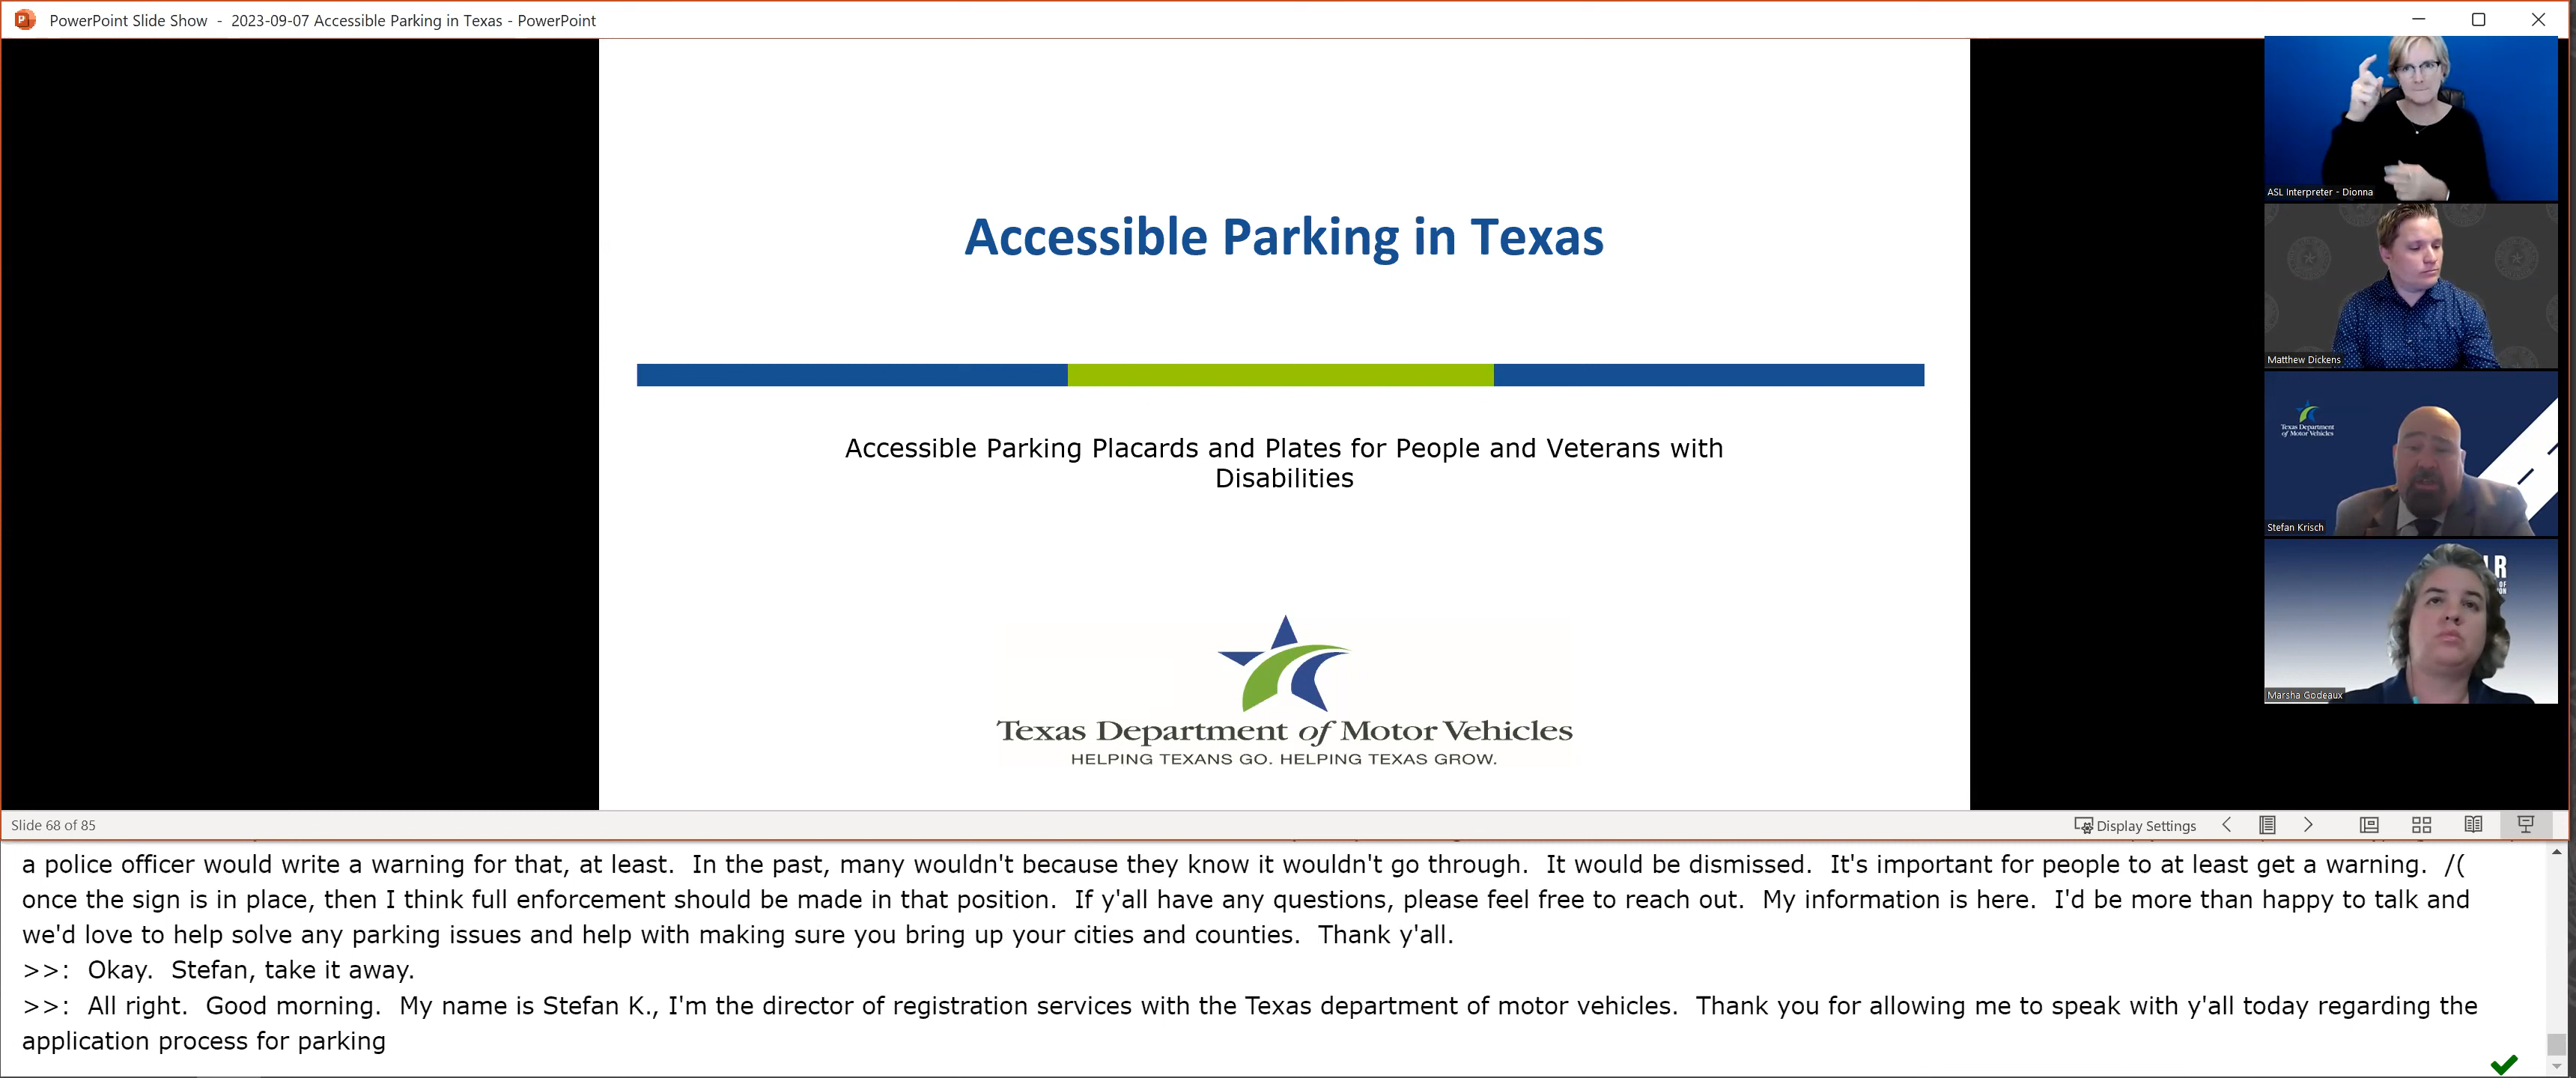 PowerPoint Slide Show - 2023-09-07 Accessible Parking in Texas - PowerPoint
Accessible Parking in Texas
Accessible Parking Placards and Plates for People and Veterans with
Disabilities
Texas Department of Motor Vehicles
HELPING TEXANS GO. HELPING TEXAS GROW.
ASL Interpreter - Dionna
Matthew Dickens
Texas Department
of Motor Vehicles
Stefan Krisch
LR
OF
ON
Marsha Godeaux
Slide 68 of 85
Display Settings
a police officer would write a warning for that, at least.  In the past, many wouldn't because they know it wouldn't go through.  It would be dismissed.  It's important for people to at least get a warning.  /(
once the sign is in place, then I think full enforcement should be made in that position.  If y'all have any questions, please feel free to reach out.  My information is here.  I'd be more than happy to talk and
we'd love to help solve any parking issues and help with making sure you bring up your cities and counties.  Thank y'all.
>>:  Okay.  Stefan, take it away.
>>:  All right.  Good morning.  My name is Stefan K., I'm the director of registration services with the Texas department of motor vehicles.  Thank you for allowing me to speak with y'all today regarding the
application process for parking